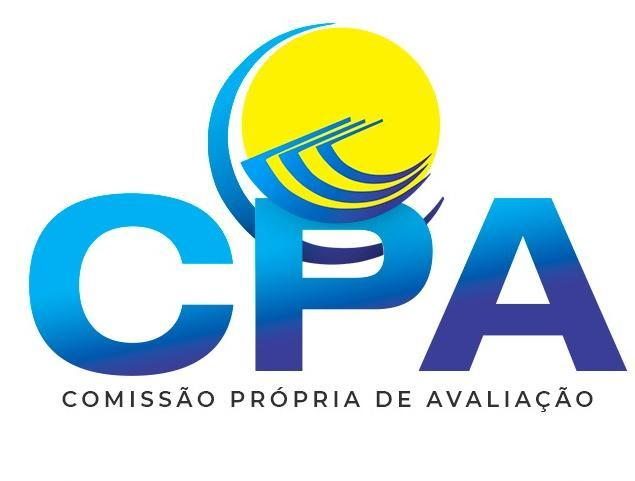 CPA
COMISSÃO PRÓPRIA DE AVALIAÇÃO